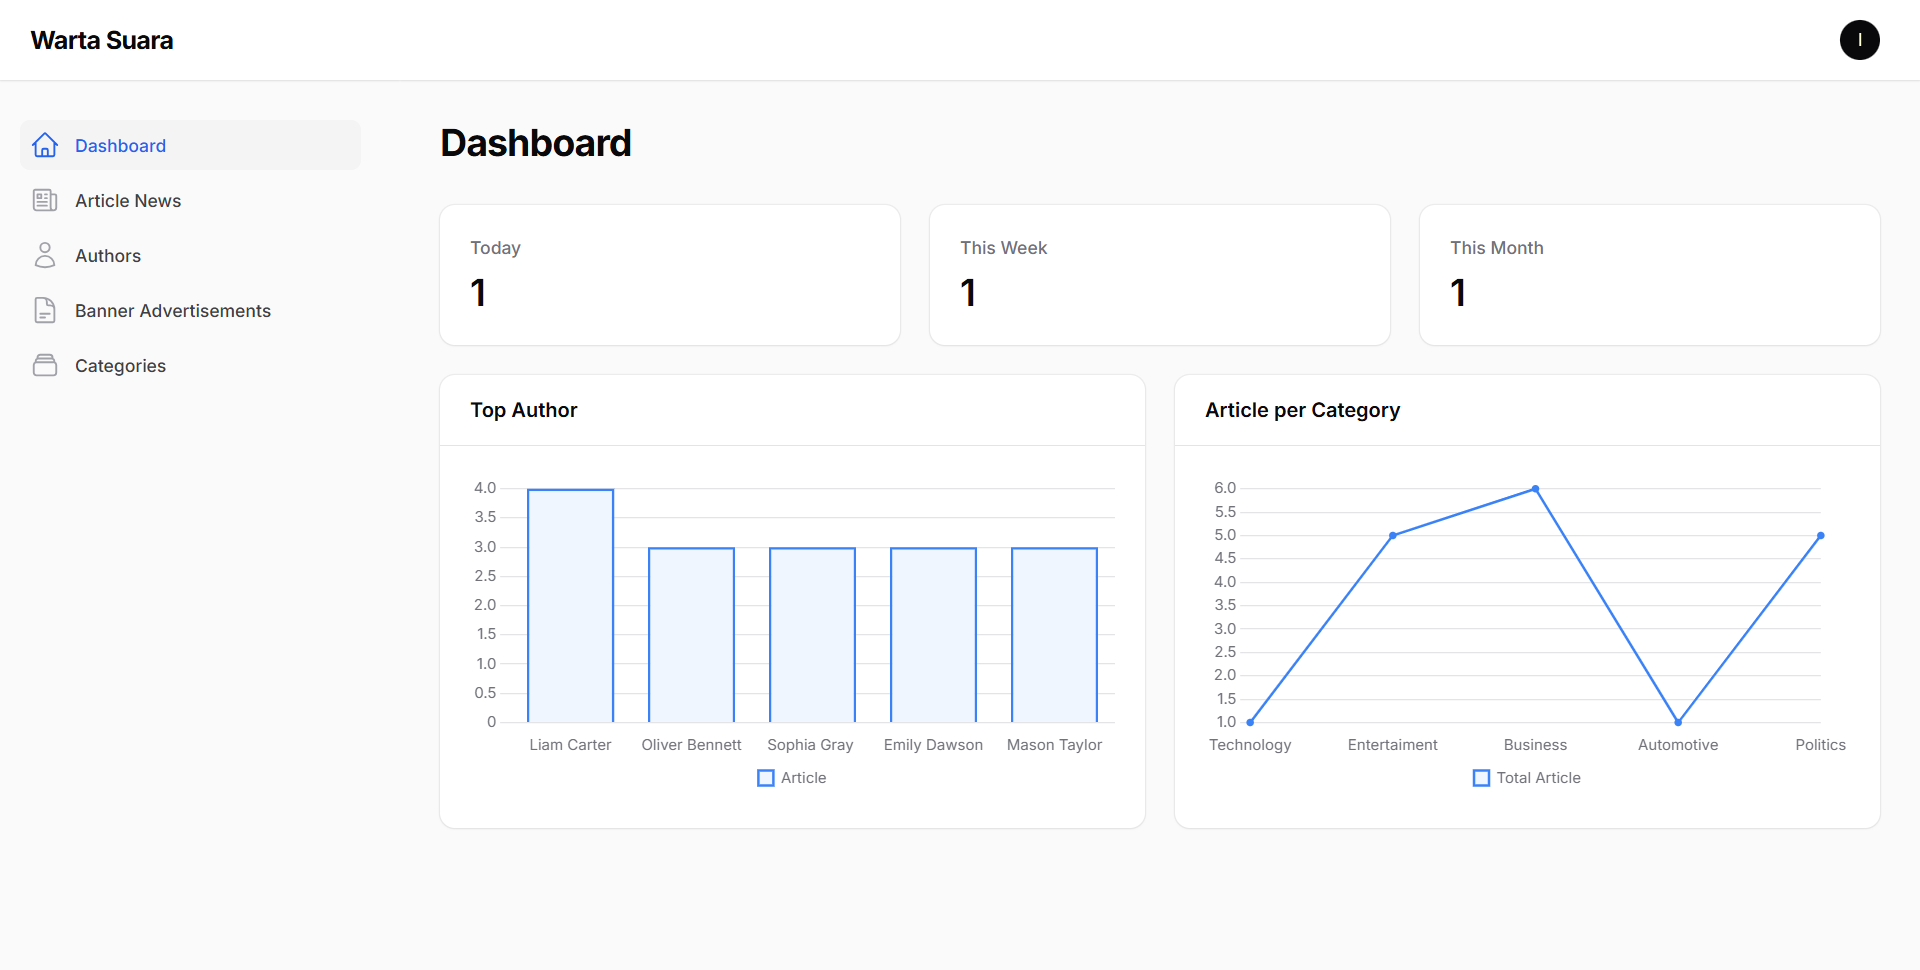 Warta Suara
I
Dashboard
Article News
Authors
Banner Advertisements
Categories
Dashboard
Today
1
This Week
1
This Month
1
Top Author
4.0
3.5
3.0
2.5
2.0
1.5
1.0
0.5
0
Liam Carter Oliver Bennett Sophia Gray Emily Dawson Mason Taylor
Article
Article per Category
6.0
5.5
5.0
4.5
4.0
3.5
3.0
2.5
2.0
1.5
1.0
Technology Entertaiment Business Automotive Politics
Total Article